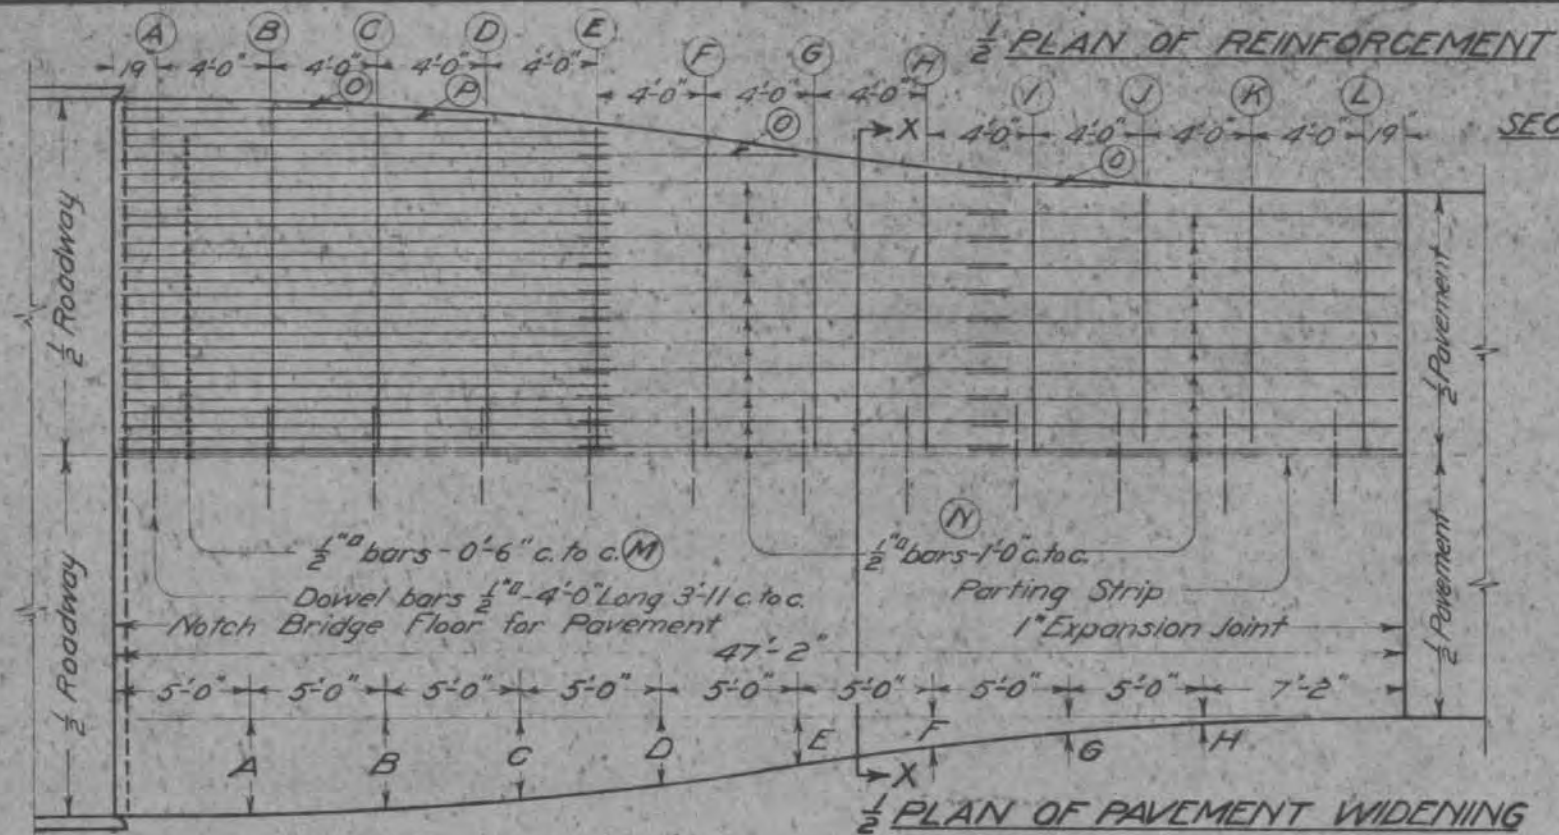 ½ PLAN OF REINFORCEMENT
SEC
A B C D E F G H I J K L
19 4'-0" 4'-0" 4'-0" 4'-0" 4'-0" 4'-0" 4'-0" 4'-0" 4'-0" 4'-0" 4'-0" 19"
O P O X O
½ Roadway
½ Pavement
N
½"□ bars - 0'-6" c. to c. M
½"□ bars - 1'-0" c. to c.
Dowel bars ½"□ - 4'-0" Long 3'-11 c. to c.
Parting Strip
Notch Bridge Floor for Pavement
1" Expansion Joint
47'-2"
½ Roadway
½ Pavement
5'-0" 5'-0" 5'-0" 5'-0" 5'-0" 5'-0" 5'-0" 5'-0" 7'-2"
A B C D E F G H
X
½ PLAN OF PAVEMENT WIDENING